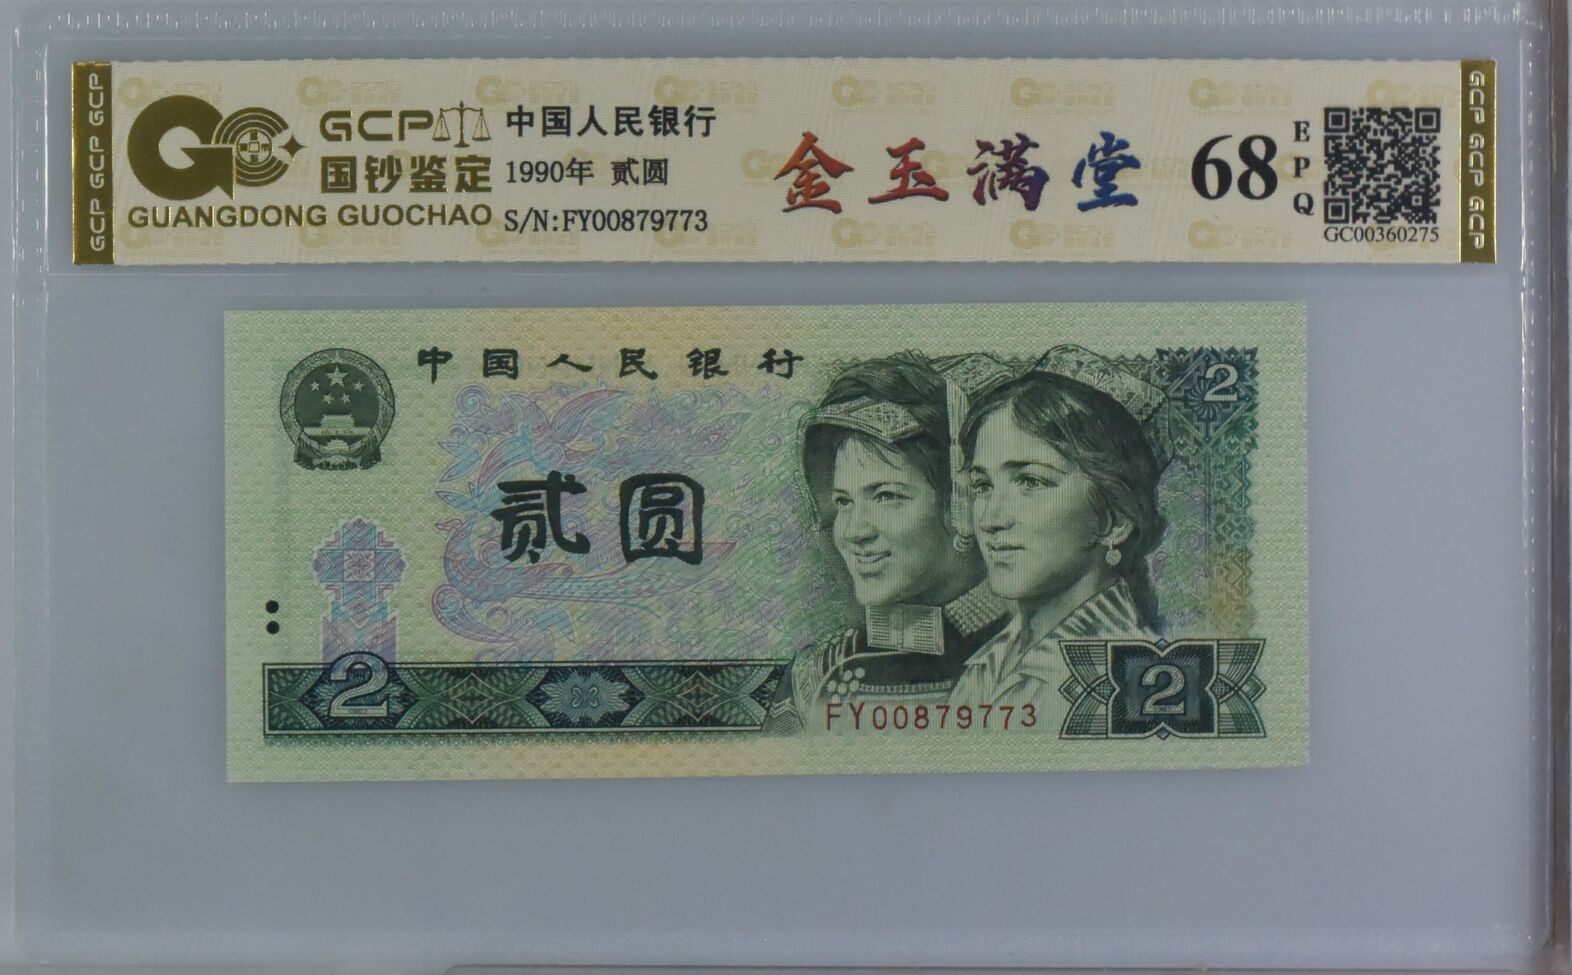 GCP GCP GCP
GCP
国钞鉴定
GUANGDONG GUOCHAO
中国人民银行
1990年 贰圆
S/N:FY00879773
金玉满堂
68
EPQ
GC00360275
GCP GCP GCP
中国人民银行
2
贰圆
2
FY00879773
2